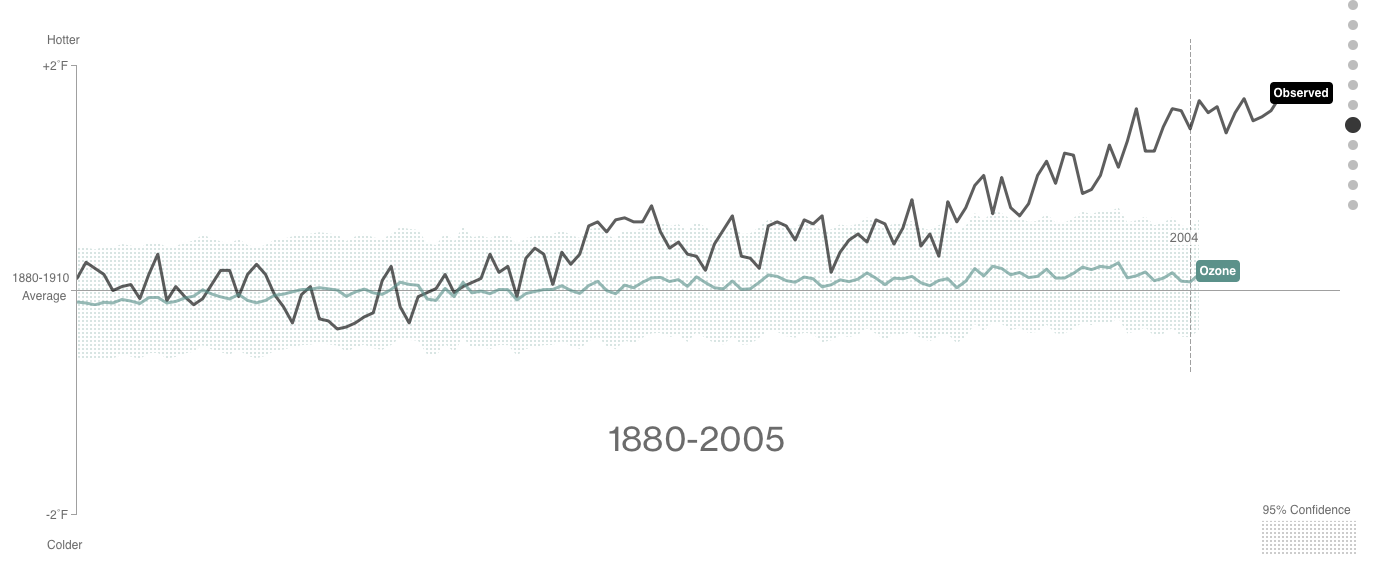 Hotter
+2°F
Observed
2004
Ozone
1880-1910
Average
1880-2005
-2°F
Colder
95% Confidence